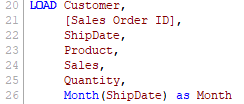 20 LOAD Customer,
21 [Sales Order ID],
22 ShipDate,
23 Product,
24 Sales,
25 Quantity,
26 Month(ShipDate) as Month